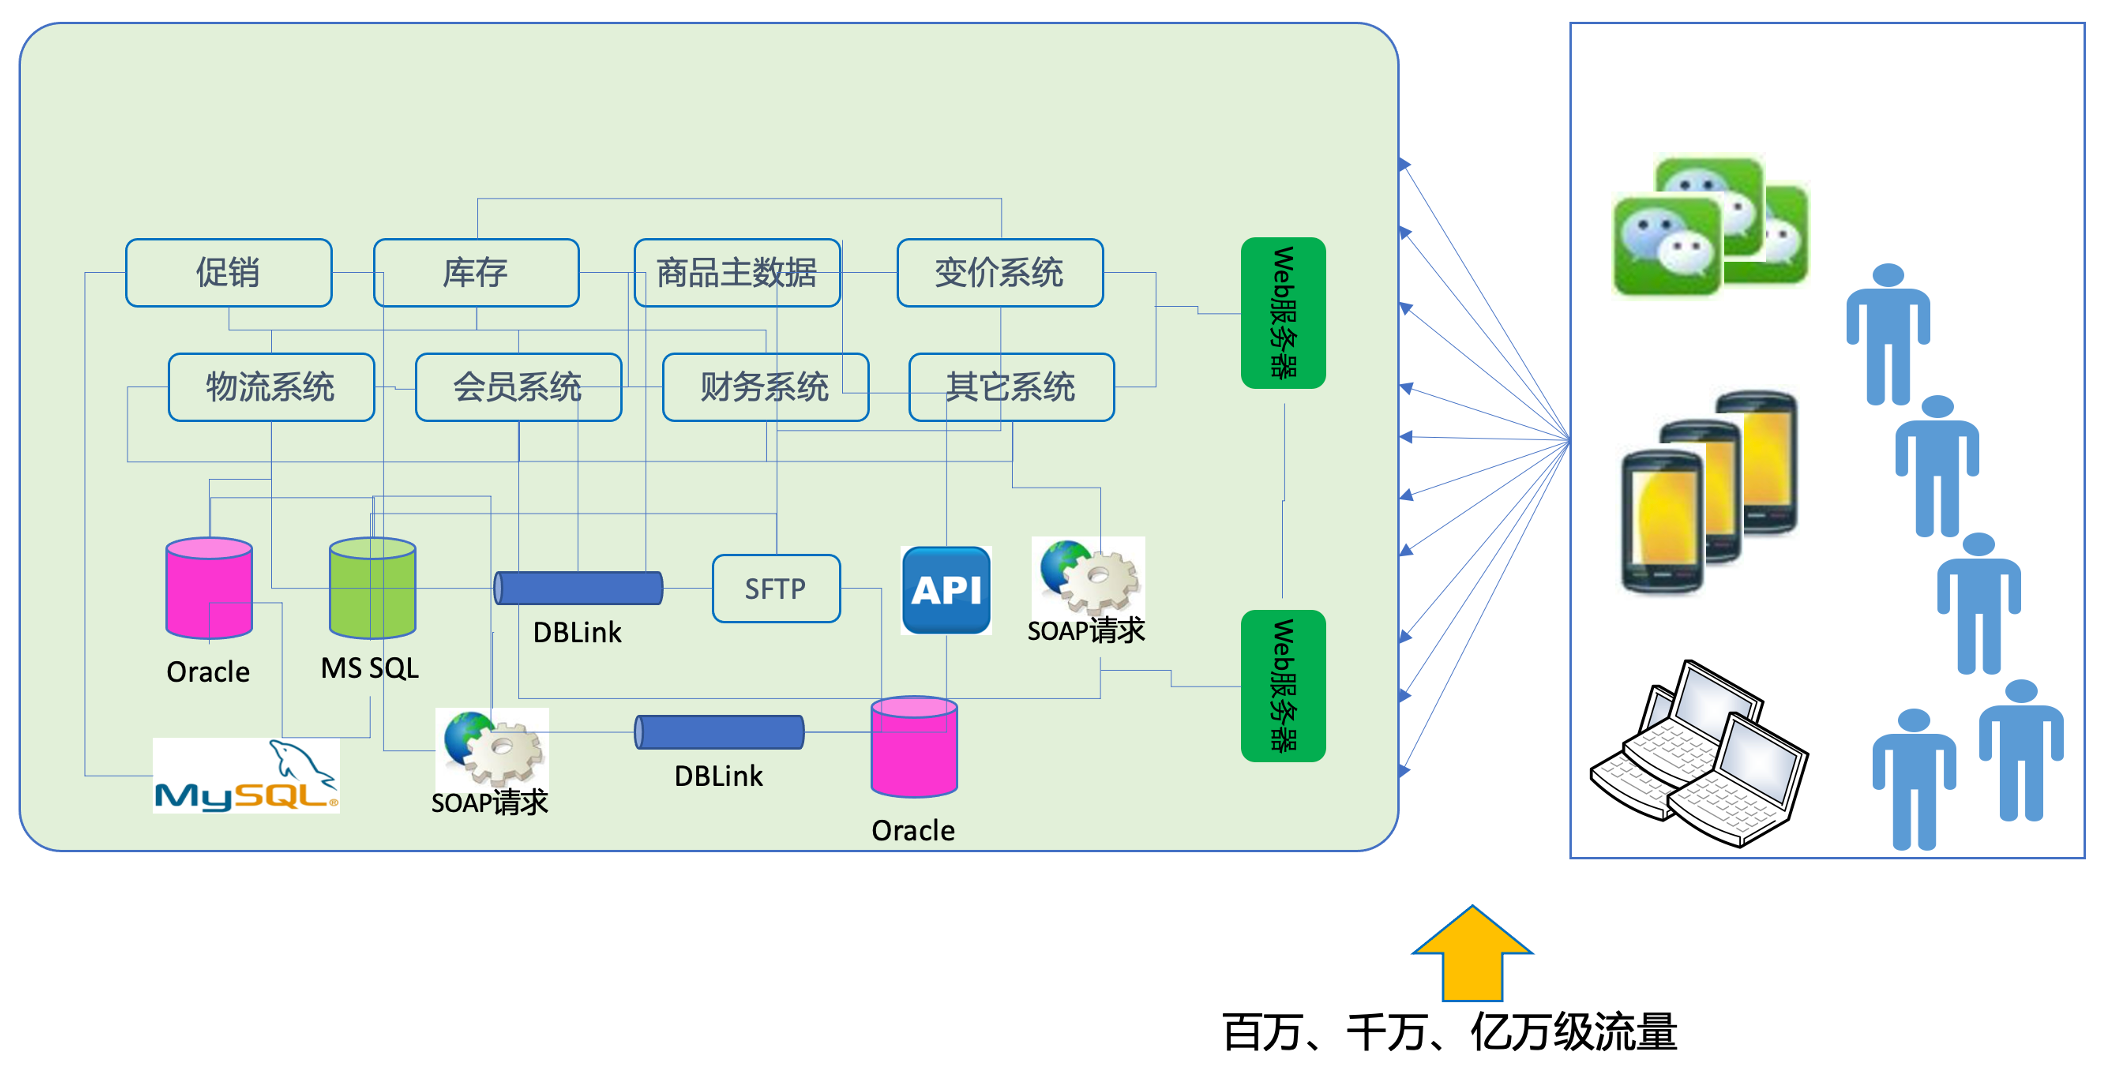 促销
库存
商品主数据
变价系统
Web服务器
物流系统
会员系统
财务系统
其它系统
SFTP
API
DBLink
SOAP请求
Oracle
MS SQL
Web服务器
MySQL®
SOAP请求
DBLink
Oracle
百万、千万、亿万级流量